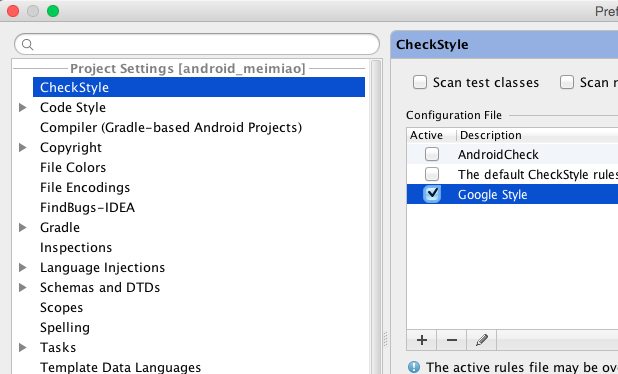 Pref
Project Settings [android_meimiao]
CheckStyle
Code Style
Compiler (Gradle-based Android Projects)
Copyright
File Colors
File Encodings
FindBugs-IDEA
Gradle
Inspections
Language Injections
Schemas and DTDs
Scopes
Spelling
Tasks
Template Data Languages
CheckStyle
Scan test classes
Scan r
Configuration File
Active Description
AndroidCheck
The default CheckStyle rules
Google Style
The active rules file may be ove